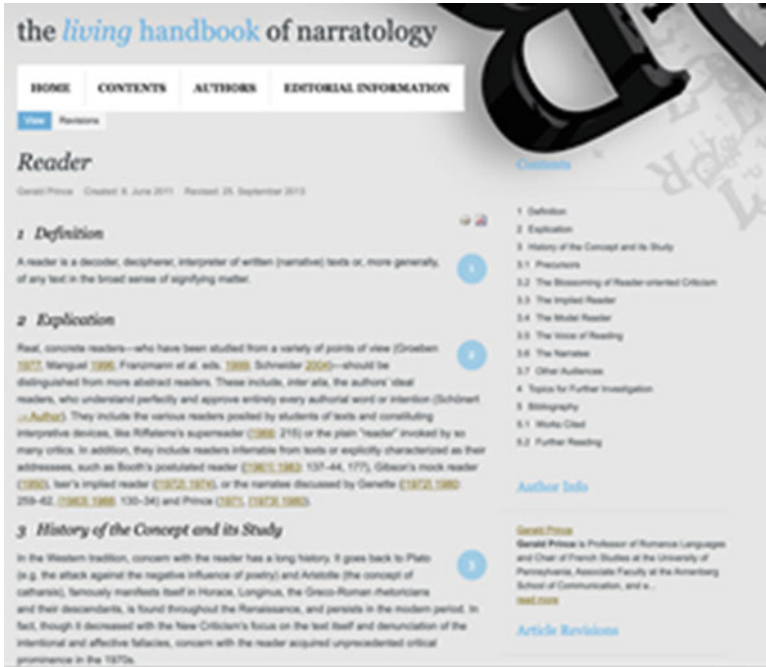 the living handbook of narratology
HOME CONTENTS AUTHORS EDITORIAL INFORMATION
View Revisions
Reader
Gerald Prince Created: 8. June 2011 Revised: 25. September 2013
1 Definition
A reader is a decoder, decipherer, interpreter of written (narrative) texts or, more generally,
of any text in the broad sense of signifying matter.
1
2 Explication
Real, concrete readers—who have been studied from a variety of points of view (Groeben
1977, Manguel 1996, Franzmann et al. eds. 1999, Schneider 2004)—should be
distinguished from more abstract readers. These include, inter alia, the authors' ideal
readers, who understand perfectly and approve entirely every authorial word or intention (Schönert
→ Author). They include the various readers posited by students of texts and constituting
interpretive devices, like Riffaterre's superreader (1966: 215) or the plain "reader" invoked by so
many critics. In addition, they include readers inferrable from texts or explicitly characterized as their
addressees, such as Booth's postulated reader ([1961] 1983: 137–44, 177), Gibson's mock reader
(1950), Iser's implied reader ([1972] 1974), or the narratee discussed by Genette ([1972] 1980:
259–62, [1983] 1988: 130–34) and Prince (1971, [1973] 1980).
2
3 History of the Concept and its Study
In the Western tradition, concern with the reader has a long history. It goes back to Plato
(e.g. the attack against the negative influence of poetry) and Aristotle (the concept of
catharsis), famously manifests itself in Horace, Longinus, the Greco-Roman rhetoricians
and their descendants, is found throughout the Renaissance, and persists in the modern period. In
fact, though it decreased with the New Criticism's focus on the text itself and denunciation of the
intentional and affective fallacies, concern with the reader acquired unprecedented critical
prominence in the 1970s.
3
Contents
1 Definition
2 Explication
3 History of the Concept and its Study
3.1 Precursors
3.2 The Blossoming of Reader-oriented Criticism
3.3 The Implied Reader
3.4 The Model Reader
3.5 The Voice of Reading
3.6 The Narratee
3.7 Other Audiences
4 Topics for Further Investigation
5 Bibliography
5.1 Works Cited
5.2 Further Reading
Author Info
Gerald Prince
Gerald Prince is Professor of Romance Languages
and Chair of French Studies at the University of
Pennsylvania, Associate Faculty at the Annenberg
School of Communication, and a...
read more
Article Revisions